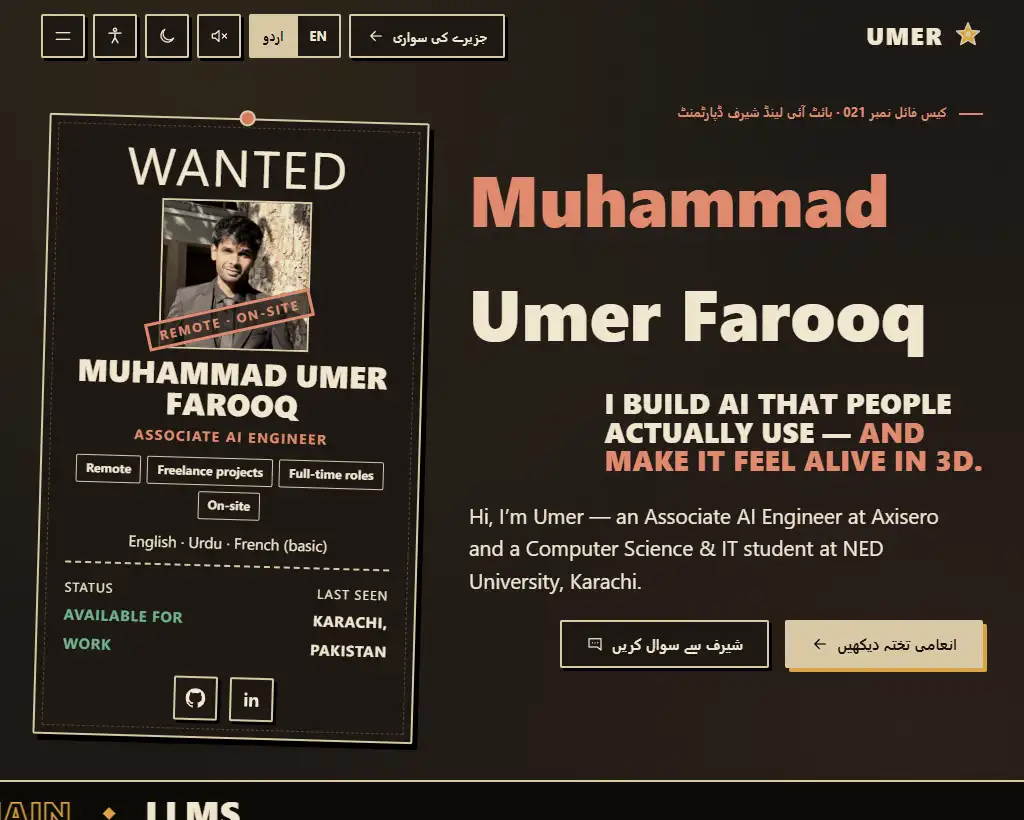 جزیرے کی سواری
EN
اردو
UMER
کیس فائل نمبر 021 · بائٹ آئی لینڈ شیرف ڈپارٹمنٹ
Muhammad
Umer Farooq
I BUILD AI THAT PEOPLE
ACTUALLY USE — AND
MAKE IT FEEL ALIVE IN 3D.
Hi, I’m Umer — an Associate AI Engineer at Axisero
and a Computer Science & IT student at NED
University, Karachi.
انعامی تختہ دیکھیں
شیرف سے سوال کریں
WANTED
REMOTE · ON-SITE
MUHAMMAD UMER
FAROOQ
ASSOCIATE AI ENGINEER
Remote
Freelance projects
Full-time roles
On-site
English · Urdu · French (basic)
STATUS
AVAILABLE FOR
WORK
LAST SEEN
KARACHI,
PAKISTAN
in
AIN ◆ LLMS